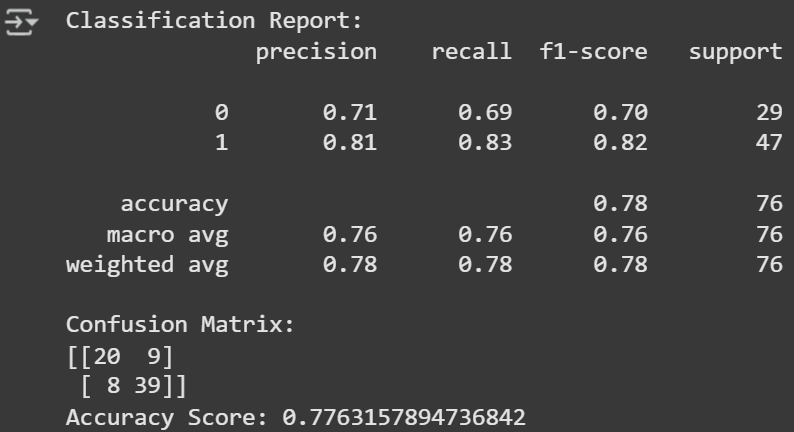 Classification Report:
              precision    recall  f1-score   support

           0       0.71      0.69      0.70        29
           1       0.81      0.83      0.82        47

    accuracy                           0.78        76
   macro avg       0.76      0.76      0.76        76
weighted avg       0.78      0.78      0.78        76

Confusion Matrix:
[[20  9]
 [ 8 39]]
Accuracy Score: 0.7763157894736842